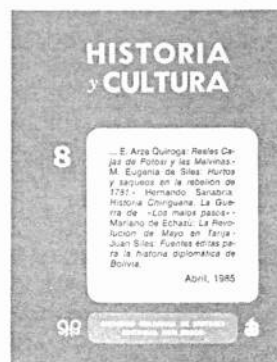 HISTORIA
y CULTURA
8
... E. Arze Quiroga: Reales Ca-
jas de Potosí y las Malvinas.-
M. Eugenia de Siles: Hurtos
y saqueos en la rebelión de
1781.- Hernando Sanabria:
Historia Chiriguana. La Gue-
rra de «Los malos pasos».-
Mariano de Echazú: La Revo-
lución de Mayo en Tarija.-
Juan Siles: Fuentes éditas pa-
ra la historia diplomática de
Bolivia.
Abril, 1985